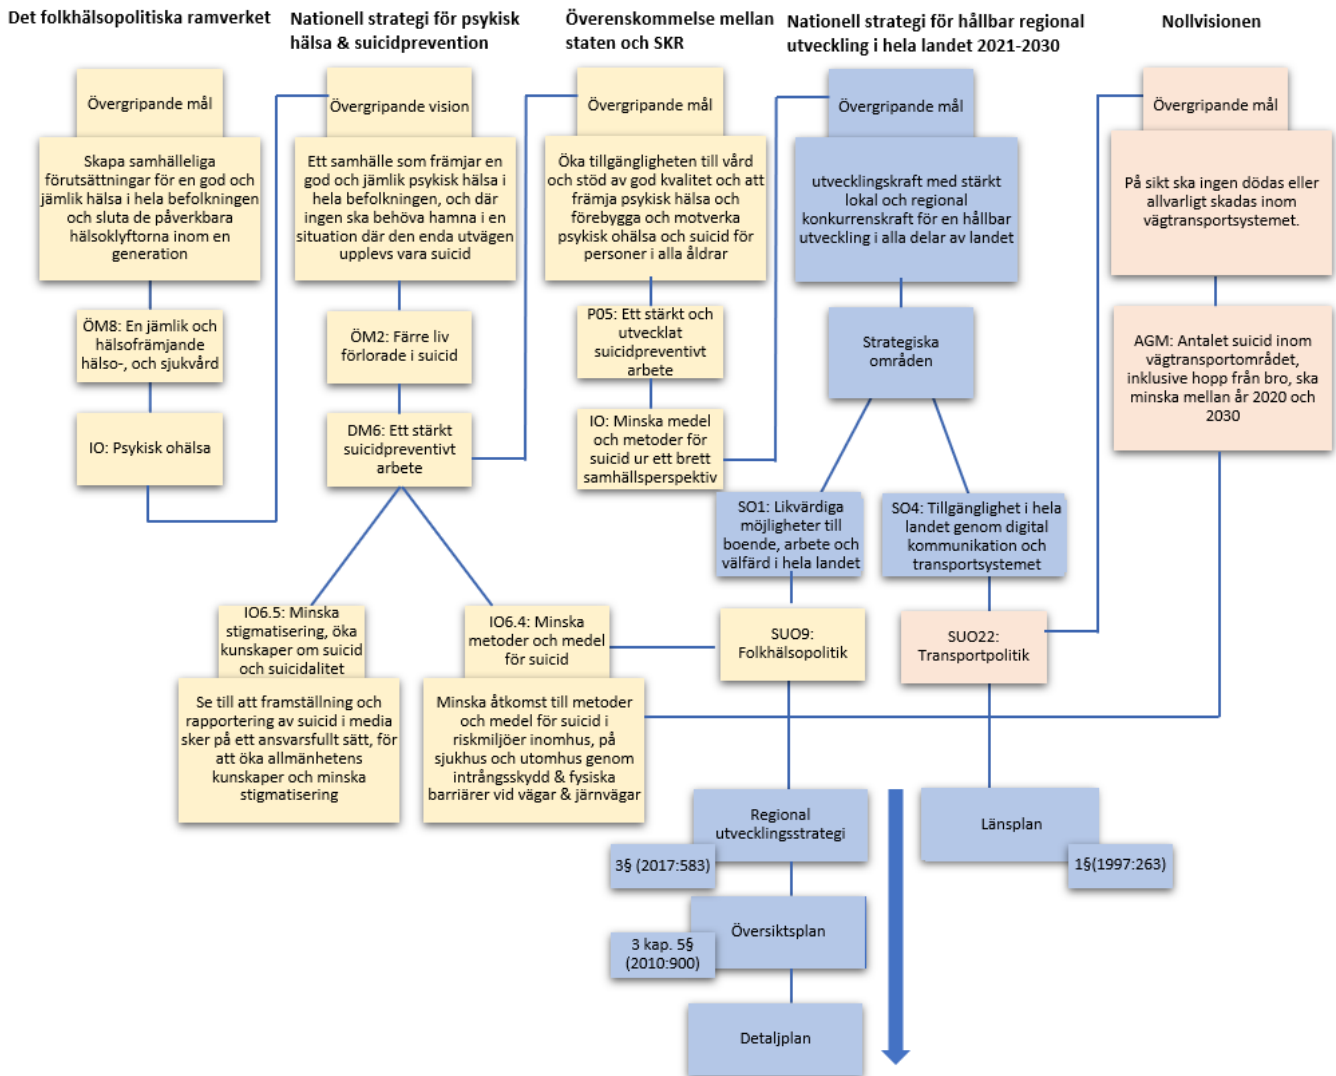 Det folkhälsopolitiska ramverket
Övergripande mål
Skapa samhälleliga
förutsättningar för en god och
jämlik hälsa i hela befolkningen
och sluta de påverkbara
hälsoklyftorna inom en
generation
ÖM8: En jämlik och
hälsofrämjande
hälso-, och sjukvård
IO: Psykisk ohälsa
Nationell strategi för psykisk
hälsa & suicidprevention
Övergripande vision
Ett samhälle som främjar en
god och jämlik psykisk hälsa i
hela befolkningen, och där
ingen ska behöva hamna i en
situation där den enda utvägen
upplevs vara suicid
ÖM2: Färre liv
förlorade i suicid
DM6: Ett stärkt
suicidpreventivt
arbete
IO6.5: Minska
stigmatisering, öka
kunskaper om suicid
och suicidalitet
Se till att framställning och
rapportering av suicid i media
sker på ett ansvarsfullt sätt, för
att öka allmänhetens
kunskaper och minska
stigmatisering
IO6.4: Minska
metoder och medel
för suicid
Minska åtkomst till metoder
och medel för suicid i
riskmiljöer inomhus, på
sjukhus och utomhus genom
intrångsskydd & fysiska
barriärer vid vägar & järnvägar
Överenskommelse mellan
staten och SKR
Övergripande mål
Öka tillgängligheten till vård
och stöd av god kvalitet och att
främja psykisk hälsa och
förebygga och motverka
psykisk ohälsa och suicid för
personer i alla åldrar
P05: Ett stärkt och
utvecklat
suicidpreventivt
arbete
IO: Minska medel
och metoder för
suicid ur ett brett
samhällsperspektiv
Nationell strategi för hållbar regional
utveckling i hela landet 2021-2030
Övergripande mål
utvecklingskraft med stärkt
lokal och regional
konkurrenskraft för en hållbar
utveckling i alla delar av landet
Strategiska
områden
SO1: Likvärdiga
möjligheter till
boende, arbete och
välfärd i hela landet
SO4: Tillgänglighet i hela
landet genom digital
kommunikation och
transportsystemet
SUO9:
Folkhälsopolitik
SUO22:
Transportpolitik
Regional
utvecklingsstrategi
3§ (2017:583)
Översiktsplan
3 kap. 5§
(2010:900)
Detaljplan
Länsplan
1§(1997:263)
Nollvisionen
Övergripande mål
På sikt ska ingen dödas eller
allvarligt skadas inom
vägtransportsystemet.
AGM: Antalet suicid inom
vägtransportområdet,
inklusive hopp från bro, ska
minska mellan år 2020 och
2030